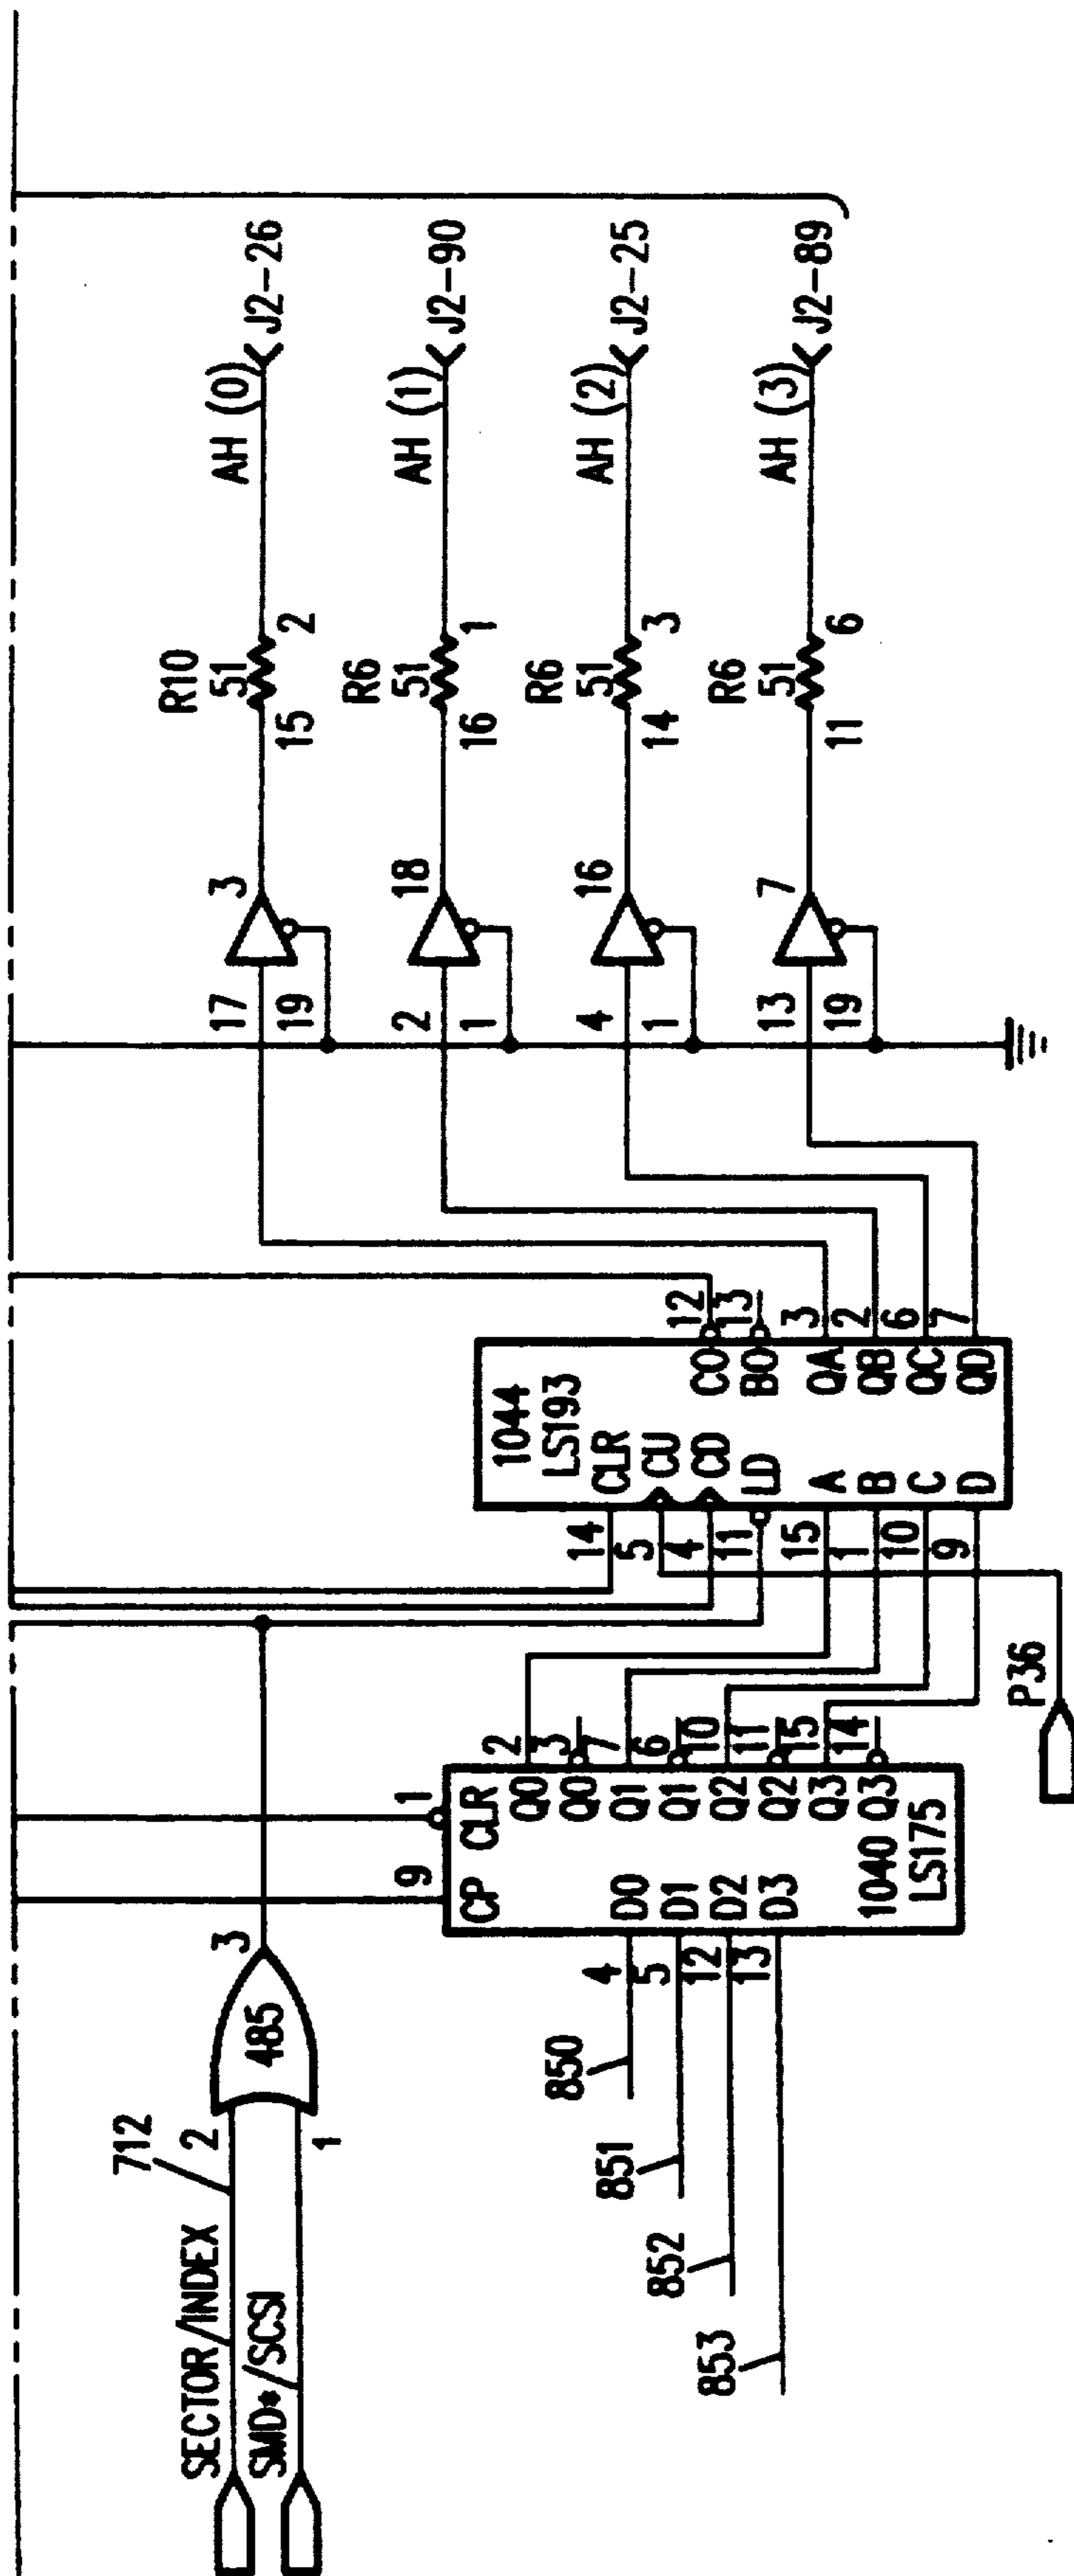 SECTOR/INDEX
712
2
SMD*/SCSI
1
485
3
9
1
CP
CLR
850
4
D0
851
5
D1
852
12
D2
853
13
D3
Q0
2
Q0
3
Q1
7
Q1
6
Q2
10
Q2
11
Q3
15
Q3
14
1040
LS175
P36
1044
LS193
14
CLR
5
CU
4
CD
11
LD
15
A
1
B
10
C
9
D
CO
12
BO
13
QA
3
QB
2
QC
6
QD
7
17
3
19
R10
51
15
2
AH (0)
J2-26
2
18
1
R6
51
16
1
AH (1)
J2-90
4
16
1
R6
51
14
3
AH (2)
J2-25
13
7
19
R6
51
11
6
AH (3)
J2-89